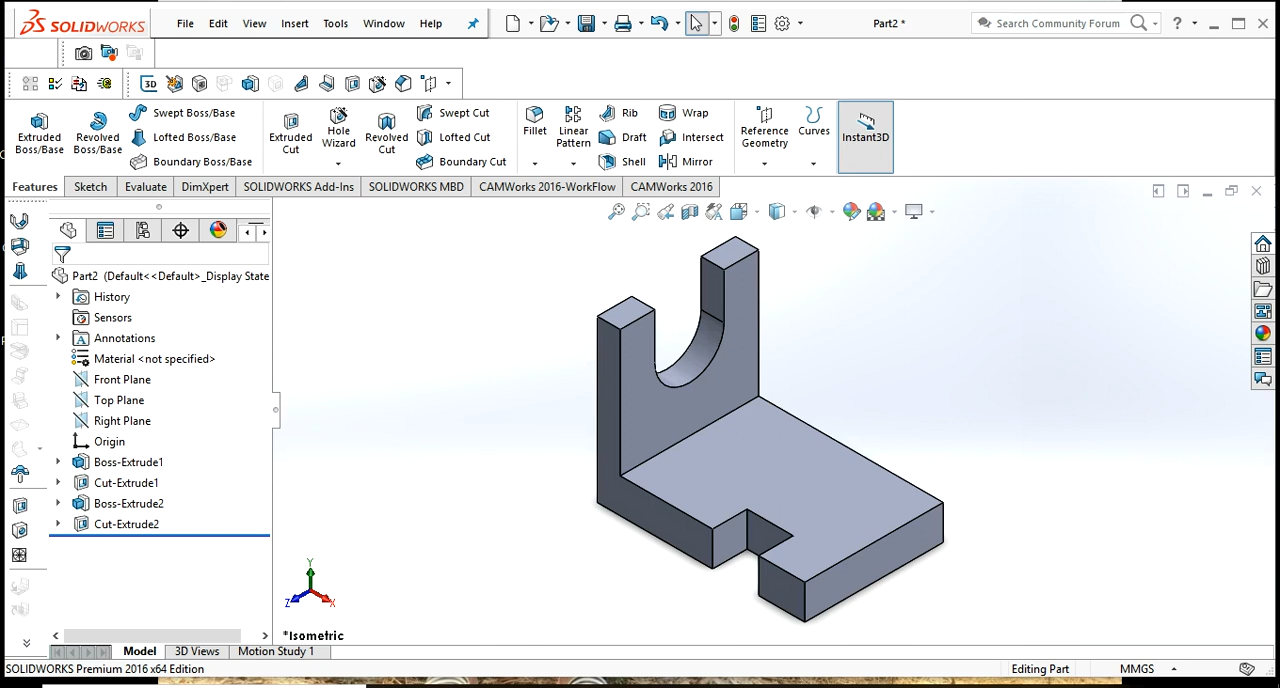 SOLIDWORKS File Edit View Insert Tools Window Help Part2 * Search Community Forum ?
3D
Extruded Boss/Base
Revolved Boss/Base
Swept Boss/Base
Lofted Boss/Base
Boundary Boss/Base
Extruded Cut
Hole Wizard
Revolved Cut
Swept Cut
Lofted Cut
Boundary Cut
Fillet
Linear Pattern
Rib
Draft
Shell
Wrap
Intersect
Mirror
Reference Geometry
Curves
Instant3D
Features Sketch Evaluate DimXpert SOLIDWORKS Add-Ins SOLIDWORKS MBD CAMWorks 2016-WorkFlow CAMWorks 2016
Part2 (Default<<Default>_Display State
History
Sensors
Annotations
Material <not specified>
Front Plane
Top Plane
Right Plane
Origin
Boss-Extrude1
Cut-Extrude1
Boss-Extrude2
Cut-Extrude2
Y
Z X
*Isometric
Model 3D Views Motion Study 1
SOLIDWORKS Premium 2016 x64 Edition Editing Part MMGS